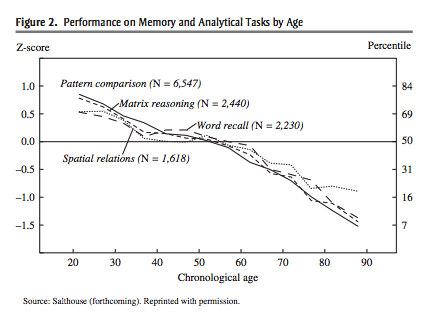 Figure 2. Performance on Memory and Analytical Tasks by Age
Z-score
Percentile
Pattern comparison (N = 6,547)
Matrix reasoning (N = 2,440)
Word recall (N = 2,230)
Spatial relations (N = 1,618)
1.0
0.5
0.0
−0.5
−1.0
−1.5
84
69
50
31
16
7
20 30 40 50 60 70 80 90
Chronological age
Source: Salthouse (forthcoming). Reprinted with permission.